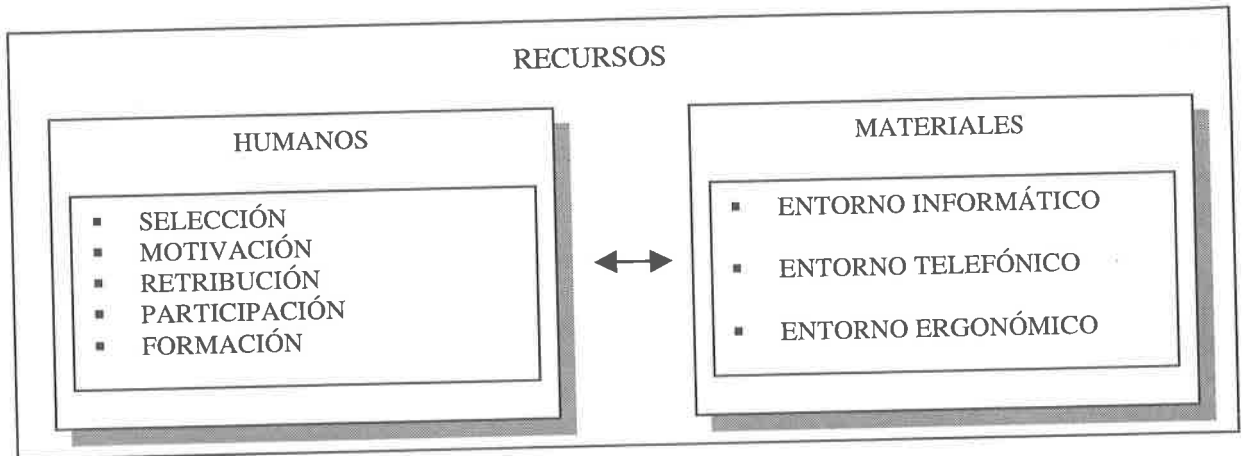 RECURSOS
HUMANOS
▪ SELECCIÓN
▪ MOTIVACIÓN
▪ RETRIBUCIÓN
▪ PARTICIPACIÓN
▪ FORMACIÓN
MATERIALES
▪ ENTORNO INFORMÁTICO
▪ ENTORNO TELEFÓNICO
▪ ENTORNO ERGONÓMICO